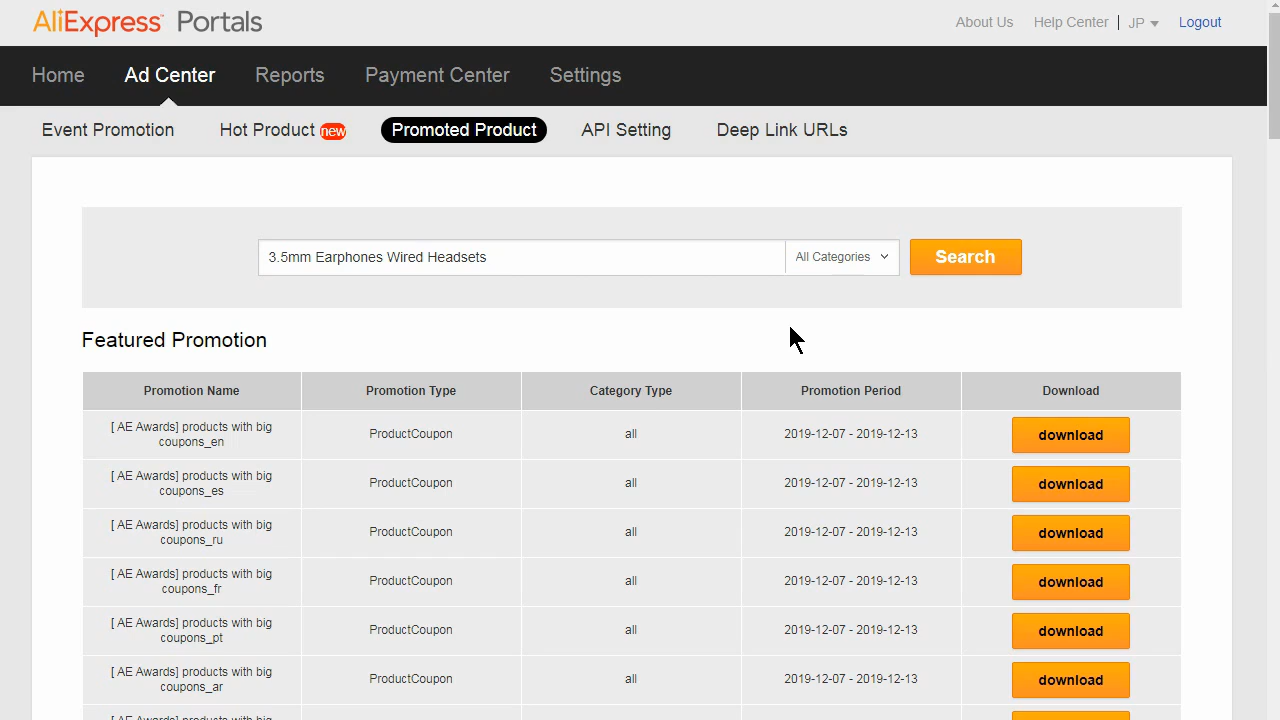 AliExpress Portals
About Us Help Center JP Logout
Home Ad Center Reports Payment Center Settings
Event Promotion Hot Product new Promoted Product API Setting Deep Link URLs
3.5mm Earphones Wired Headsets All Categories Search
Featured Promotion
Promotion Name Promotion Type Category Type Promotion Period Download
[ AE Awards] products with big
coupons_en ProductCoupon all 2019-12-07 - 2019-12-13 download
[ AE Awards] products with big
coupons_es ProductCoupon all 2019-12-07 - 2019-12-13 download
[ AE Awards] products with big
coupons_ru ProductCoupon all 2019-12-07 - 2019-12-13 download
[ AE Awards] products with big
coupons_fr ProductCoupon all 2019-12-07 - 2019-12-13 download
[ AE Awards] products with big
coupons_pt ProductCoupon all 2019-12-07 - 2019-12-13 download
[ AE Awards] products with big
coupons_ar ProductCoupon all 2019-12-07 - 2019-12-13 download